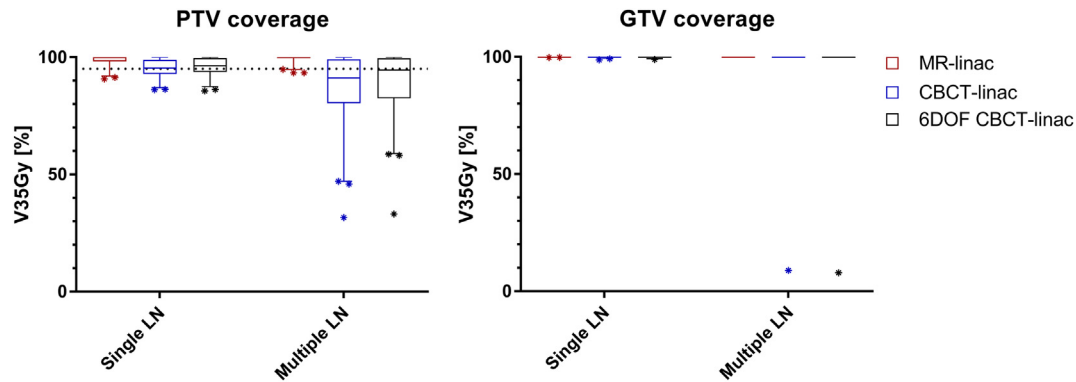 PTV coverage
V35Gy [%]
100
50
0
Single LN
Multiple LN
GTV coverage
V35Gy [%]
100
50
0
Single LN
Multiple LN
MR-linac
CBCT-linac
6DOF CBCT-linac